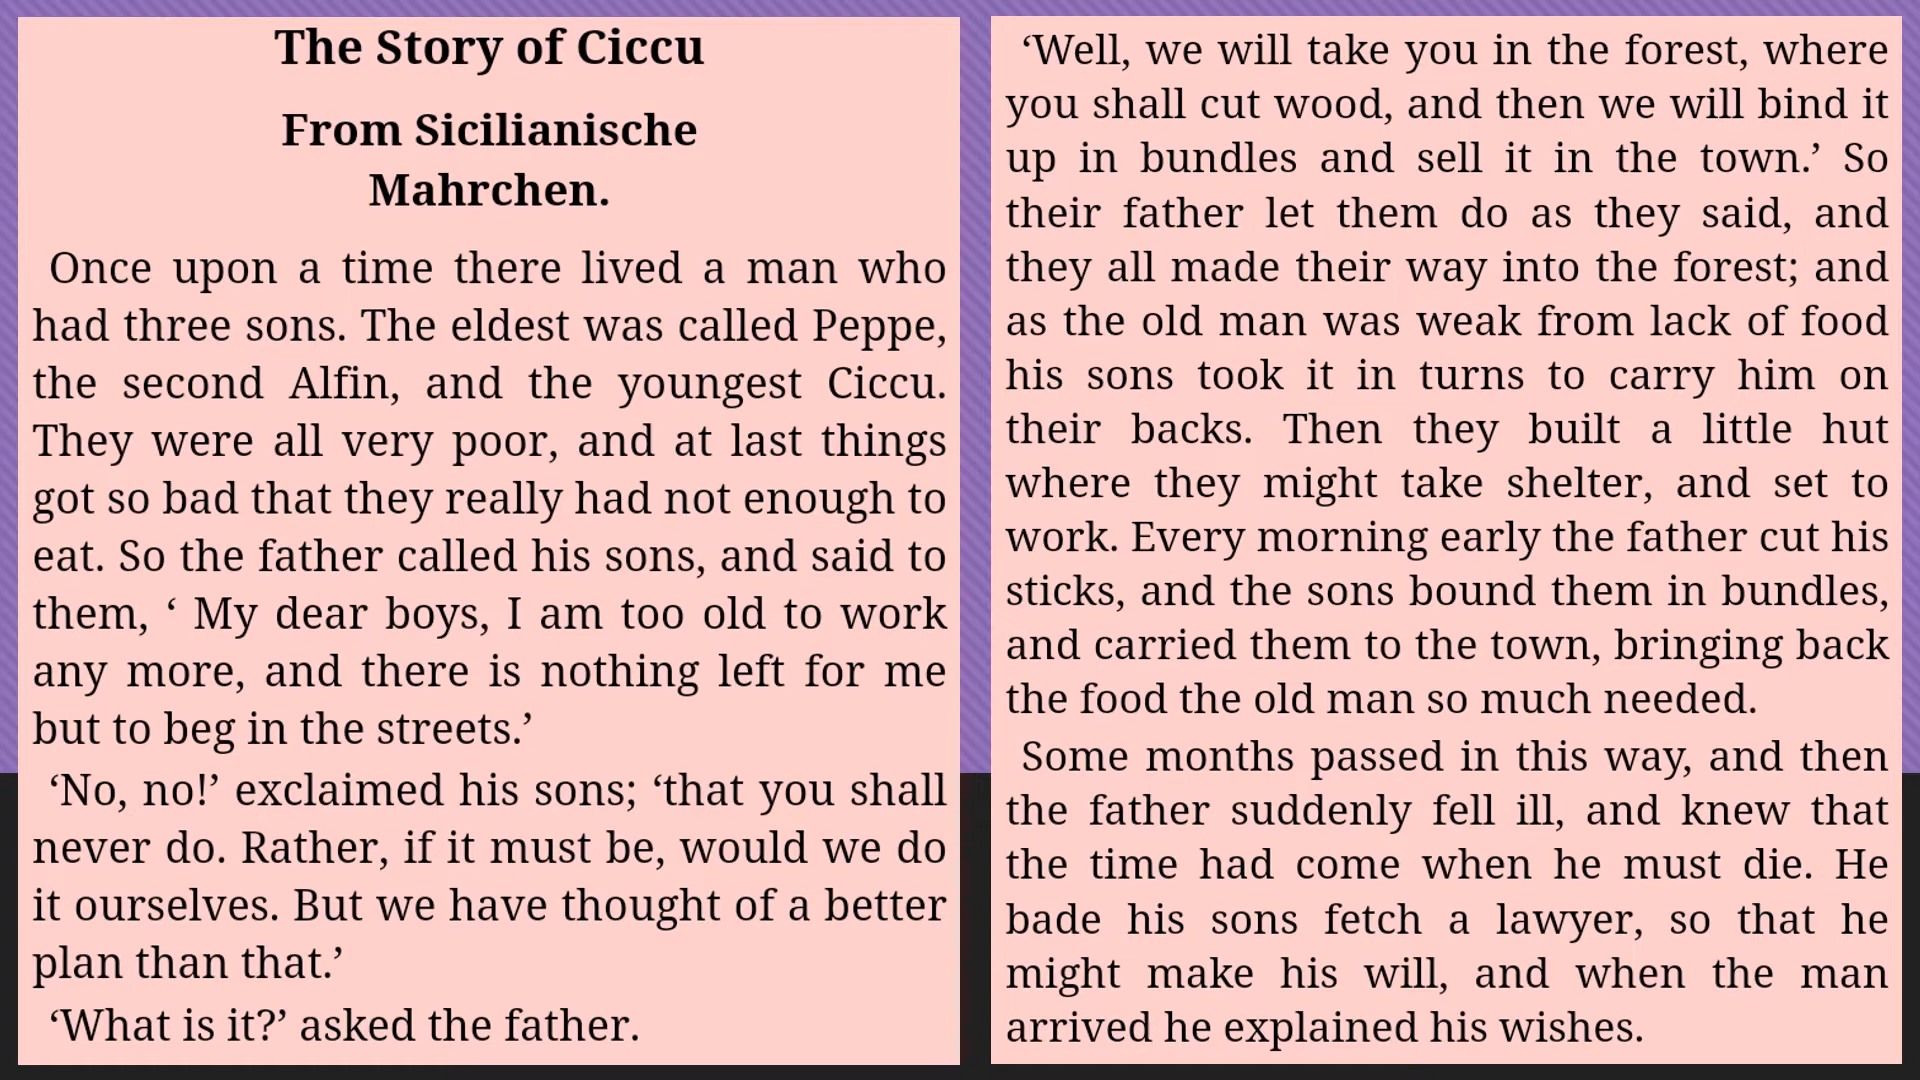 The Story of Ciccu
From Sicilianische
Mahrchen.
Once upon a time there lived a man who
had three sons. The eldest was called Peppe,
the second Alfin, and the youngest Ciccu.
They were all very poor, and at last things
got so bad that they really had not enough to
eat. So the father called his sons, and said to
them, ‘ My dear boys, I am too old to work
any more, and there is nothing left for me
but to beg in the streets.’
‘No, no!’ exclaimed his sons; ‘that you shall
never do. Rather, if it must be, would we do
it ourselves. But we have thought of a better
plan than that.’
‘What is it?’ asked the father.
‘Well, we will take you in the forest, where
you shall cut wood, and then we will bind it
up in bundles and sell it in the town.’ So
their father let them do as they said, and
they all made their way into the forest; and
as the old man was weak from lack of food
his sons took it in turns to carry him on
their backs. Then they built a little hut
where they might take shelter, and set to
work. Every morning early the father cut his
sticks, and the sons bound them in bundles,
and carried them to the town, bringing back
the food the old man so much needed.
Some months passed in this way, and then
the father suddenly fell ill, and knew that
the time had come when he must die. He
bade his sons fetch a lawyer, so that he
might make his will, and when the man
arrived he explained his wishes.